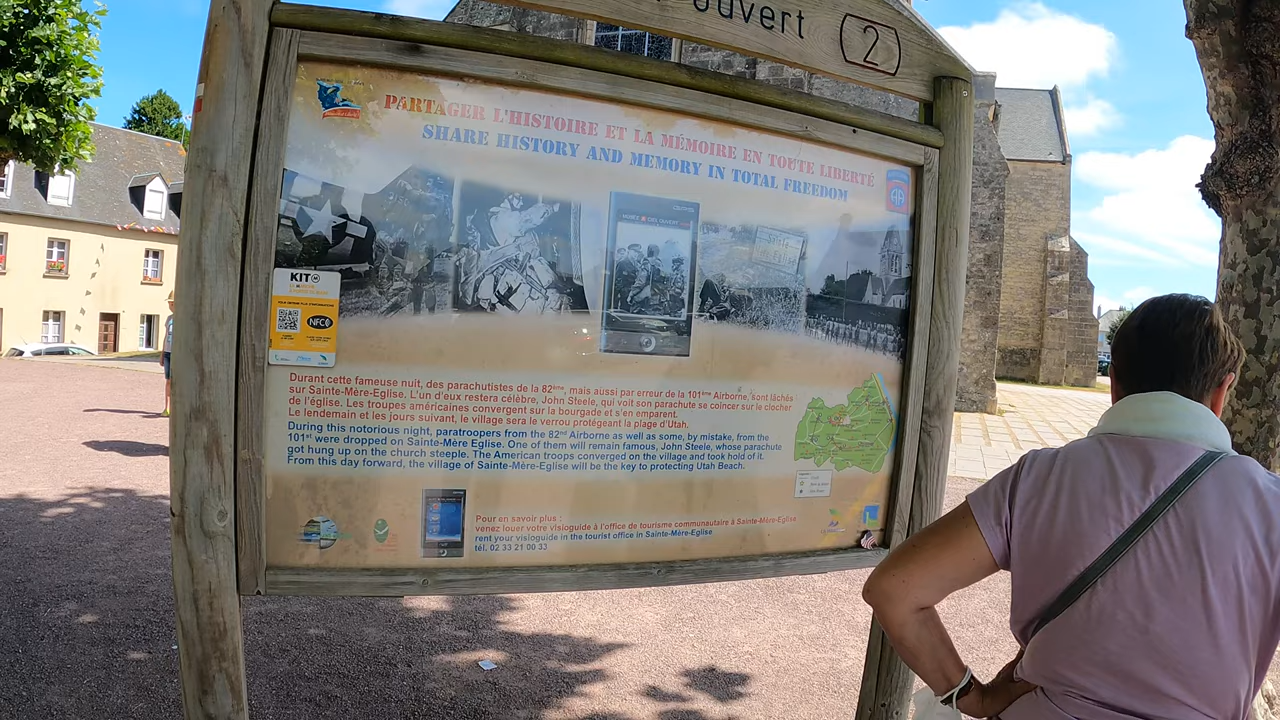 ouvert
2
PARTAGER L'HISTOIRE ET LA MÉMOIRE EN TOUTE LIBERTÉ
SHARE HISTORY AND MEMORY IN TOTAL FREEDOM
KIT
NFC
Durant cette fameuse nuit, des parachutistes de la 82ème, mais aussi par erreur de la 101ème Airborne, sont lâchés
sur Sainte-Mère-Eglise. L'un d'eux restera célèbre, John Steele, qui voit son parachute se coincer sur le clocher
de l'église. Les troupes américaines convergent sur la bourgade et s'en emparent.
Le lendemain et les jours suivant, le village sera le verrou protégeant la plage d'Utah.
During this notorious night, paratroopers from the 82nd Airborne as well as some, by mistake, from the
101st were dropped on Sainte-Mère Eglise. One of them will remain famous, John Steele, whose parachute
got hung up on the church steeple. The American troops converged on the village and took hold of it.
From this day forward, the village of Sainte-Mère-Eglise will be the key to protecting Utah Beach.
Pour en savoir plus :
venez louer votre visioguide à l'office de tourisme communautaire à Sainte-Mère-Eglise
rent your visioguide in the tourist office in Sainte-Mère-Eglise
tél. 02 33 21 00 33